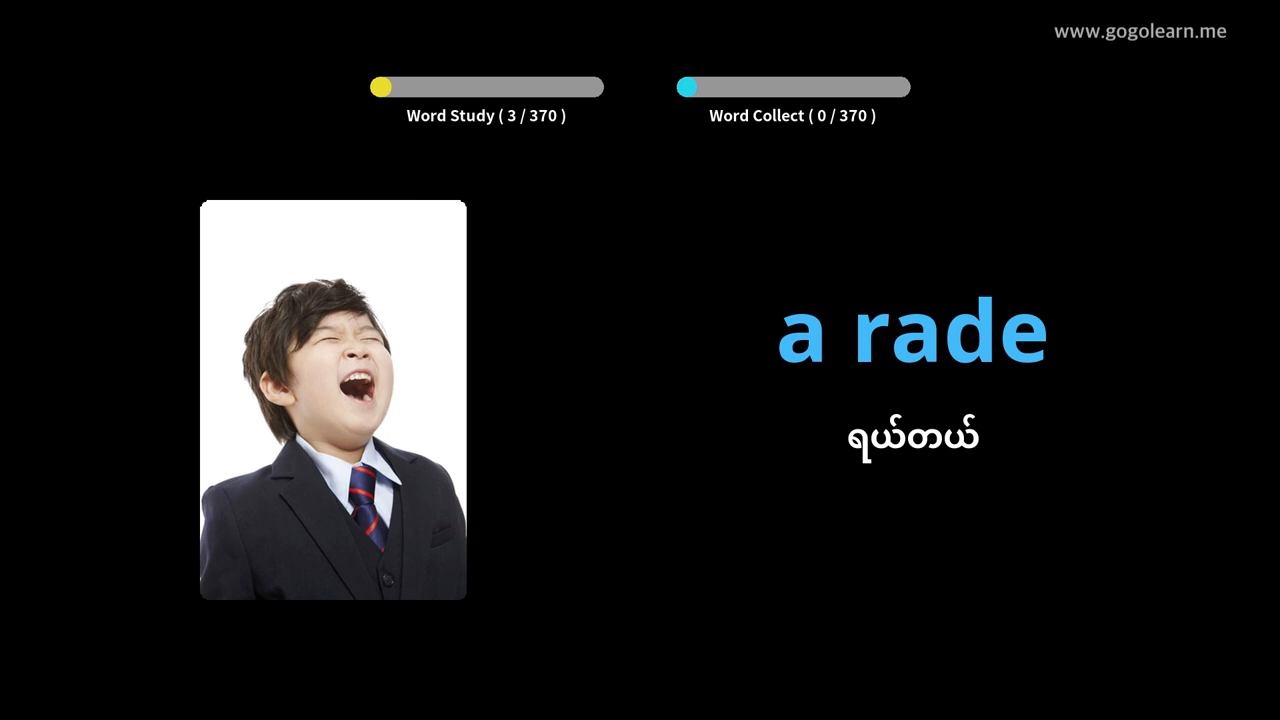 www.gogolearn.me
Word Study ( 3 / 370 )
Word Collect ( 0 / 370 )
a rade
ရယ်တယ်